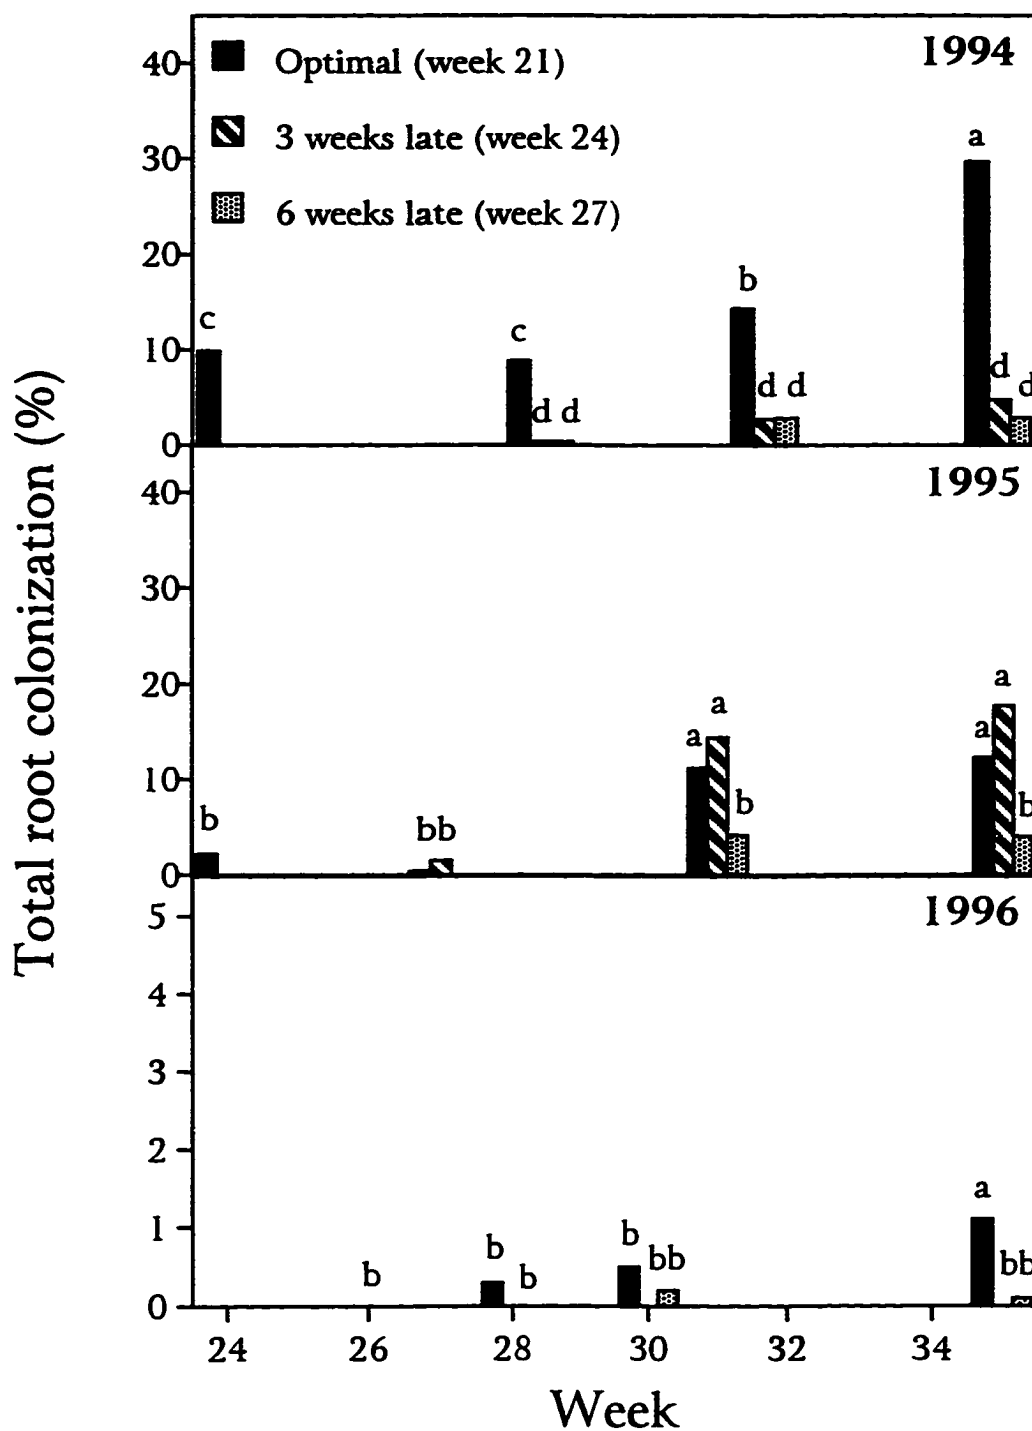 Total root colonization (%)
1994
40
30
20
10
0
Optimal (week 21)
3 weeks late (week 24)
6 weeks late (week 27)
c
c
d d
b
d d
a
d
d
1995
40
30
20
10
0
b
bb
a
a
b
a
a
b
1996
5
4
3
2
1
0
b
b
b
b
bb
a
bb
24 26 28 30 32 34
Week